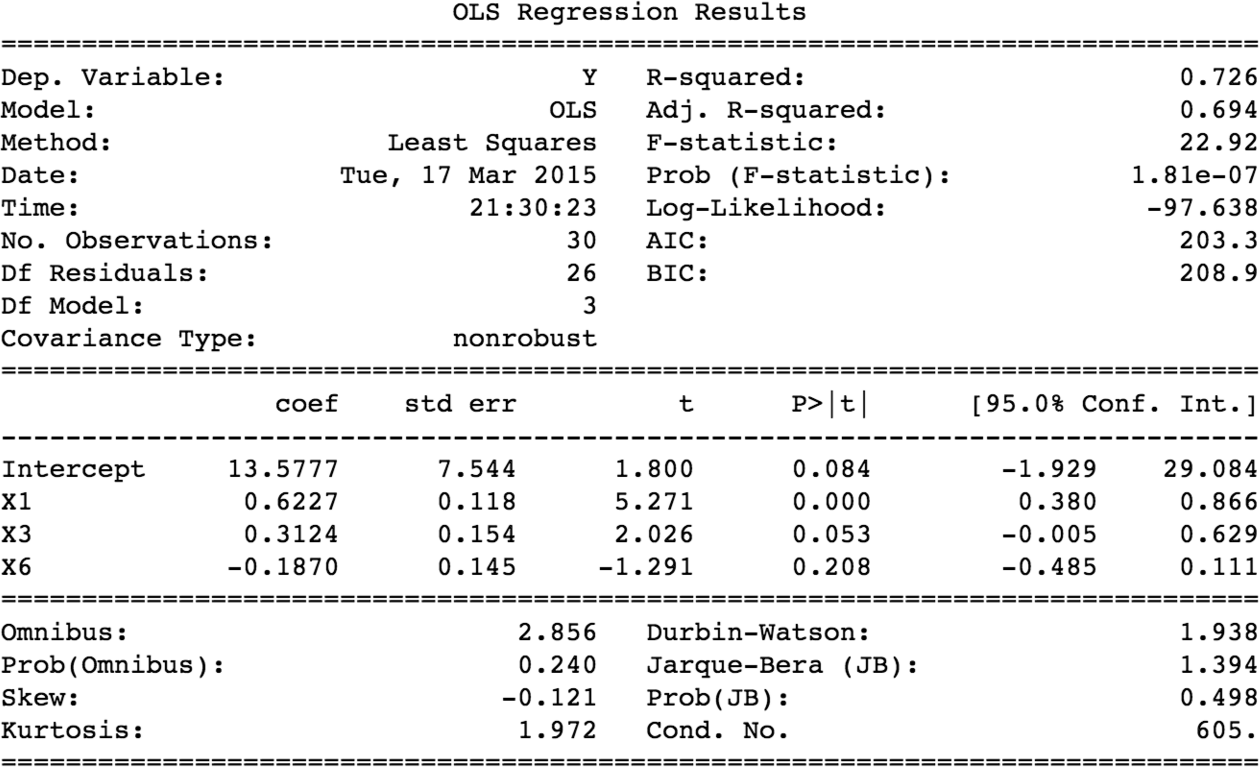 OLS Regression Results
==============================================================================
Dep. Variable:                      Y   R-squared:                       0.726
Model:                            OLS   Adj. R-squared:                  0.694
Method:                 Least Squares   F-statistic:                     22.92
Date:                Tue, 17 Mar 2015   Prob (F-statistic):           1.81e-07
Time:                        21:30:23   Log-Likelihood:                -97.638
No. Observations:                  30   AIC:                             203.3
Df Residuals:                      26   BIC:                             208.9
Df Model:                           3
Covariance Type:            nonrobust
==============================================================================
                 coef    std err          t      P>|t|      [95.0% Conf. Int.]
------------------------------------------------------------------------------
Intercept     13.5777      7.544      1.800      0.084        -1.929    29.084
X1             0.6227      0.118      5.271      0.000         0.380     0.866
X3             0.3124      0.154      2.026      0.053        -0.005     0.629
X6            -0.1870      0.145     -1.291      0.208        -0.485     0.111
==============================================================================
Omnibus:                        2.856   Durbin-Watson:                   1.938
Prob(Omnibus):                  0.240   Jarque-Bera (JB):                1.394
Skew:                          -0.121   Prob(JB):                        0.498
Kurtosis:                       1.972   Cond. No.                         605.
==============================================================================